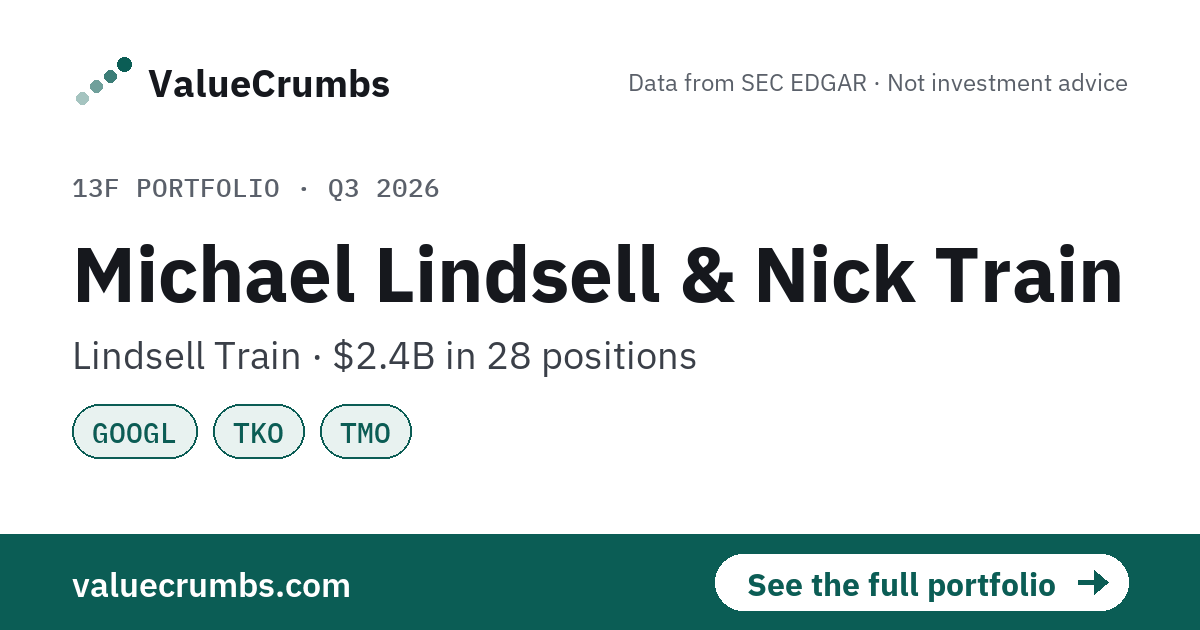 ValueCrumbs
Data from SEC EDGAR · Not investment advice
13F PORTFOLIO · Q3 2026
Michael Lindsell & Nick Train
Lindsell Train · $2.4B in 28 positions
GOOGL TKO TMO
valuecrumbs.com
See the full portfolio →